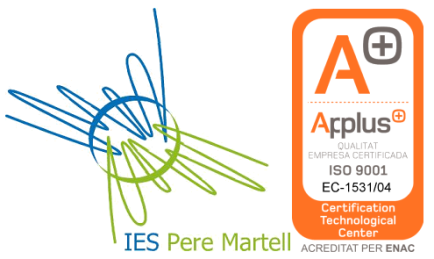 A+
Applus+
QUALITAT
EMPRESA CERTIFICADA
ISO 9001
EC-1531/04
Certification
Technological
Center
ACREDITAT PER ENAC
IES Pere Martell